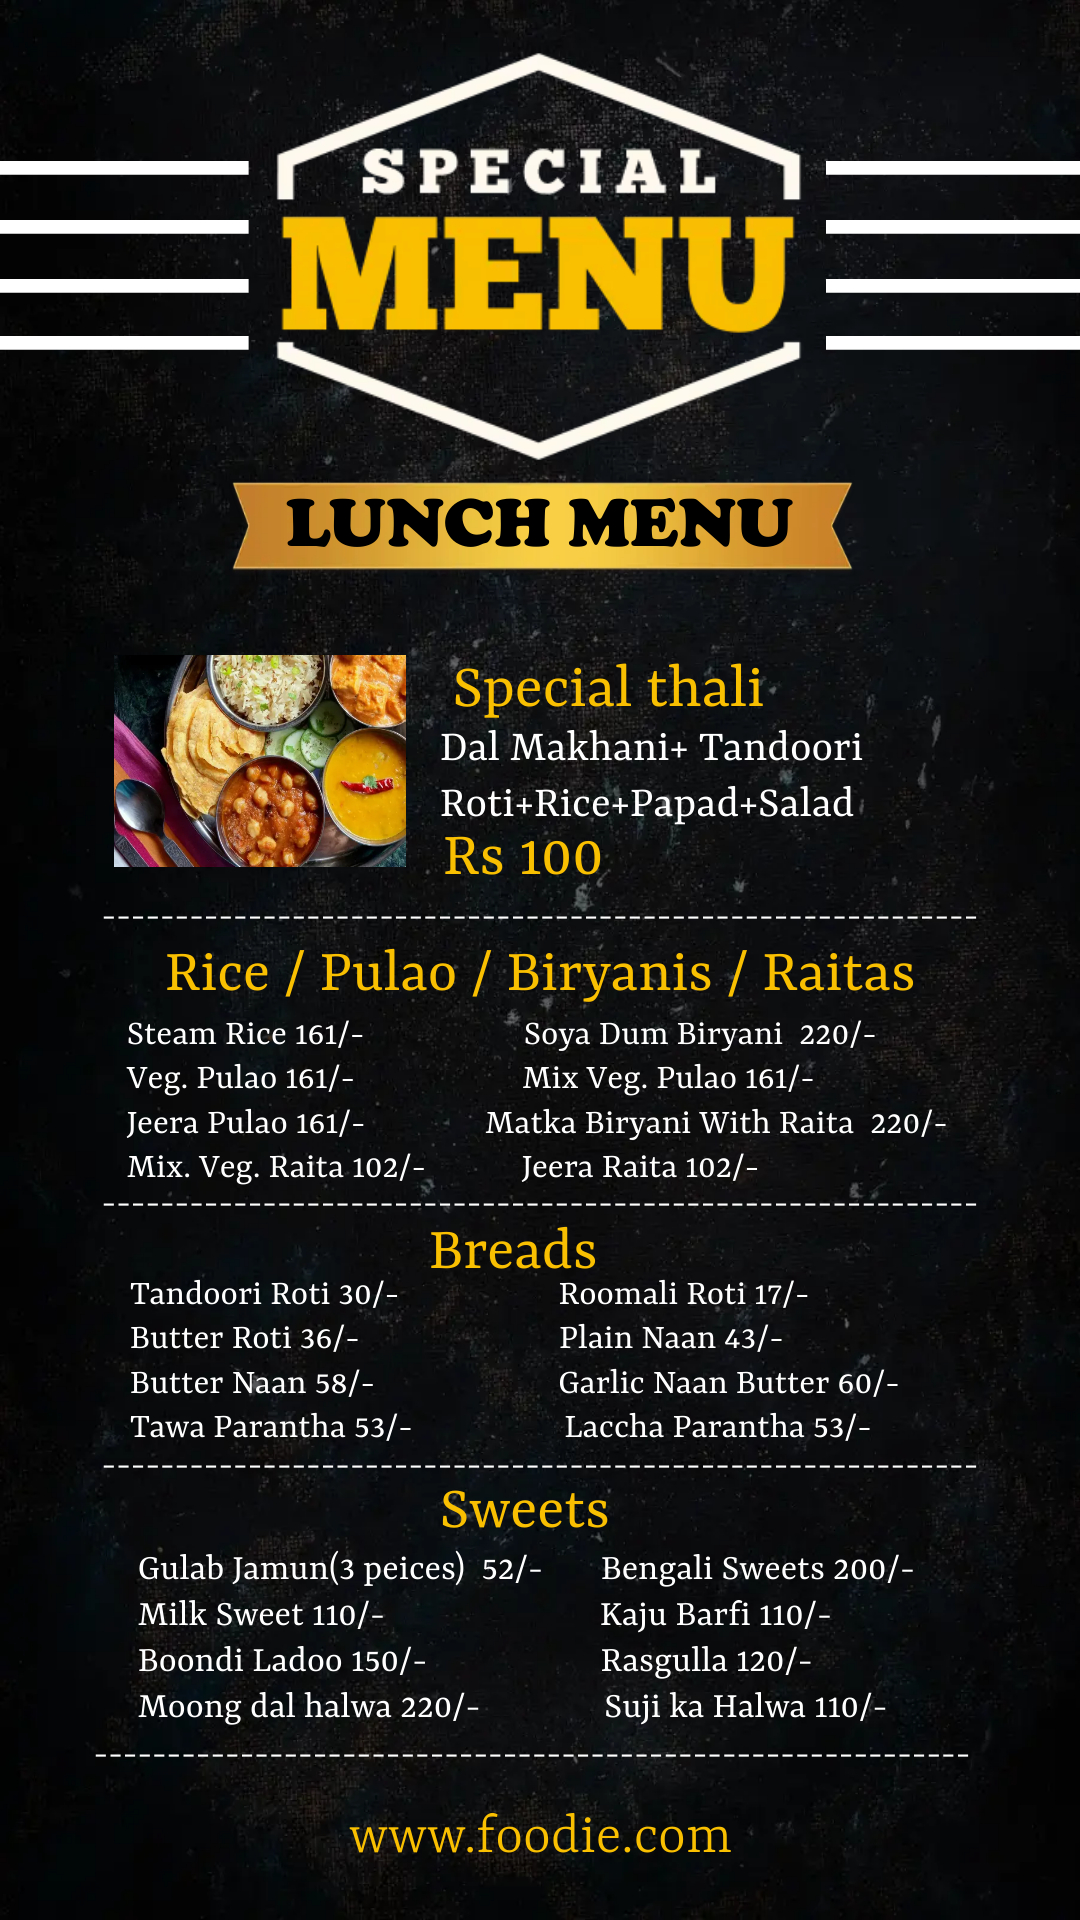 SPECIAL
MENU
LUNCH MENU
Special thali
Dal Makhani+ Tandoori
Roti+Rice+Papad+Salad
Rs 100
Rice / Pulao / Biryanis / Raitas
Steam Rice 161/- Soya Dum Biryani 220/-
Veg. Pulao 161/- Mix Veg. Pulao 161/-
Jeera Pulao 161/- Matka Biryani With Raita 220/-
Mix. Veg. Raita 102/- Jeera Raita 102/-
Breads
Tandoori Roti 30/- Roomali Roti 17/-
Butter Roti 36/- Plain Naan 43/-
Butter Naan 58/- Garlic Naan Butter 60/-
Tawa Parantha 53/- Laccha Parantha 53/-
Sweets
Gulab Jamun(3 peices) 52/- Bengali Sweets 200/-
Milk Sweet 110/- Kaju Barfi 110/-
Boondi Ladoo 150/- Rasgulla 120/-
Moong dal halwa 220/- Suji ka Halwa 110/-
www.foodie.com